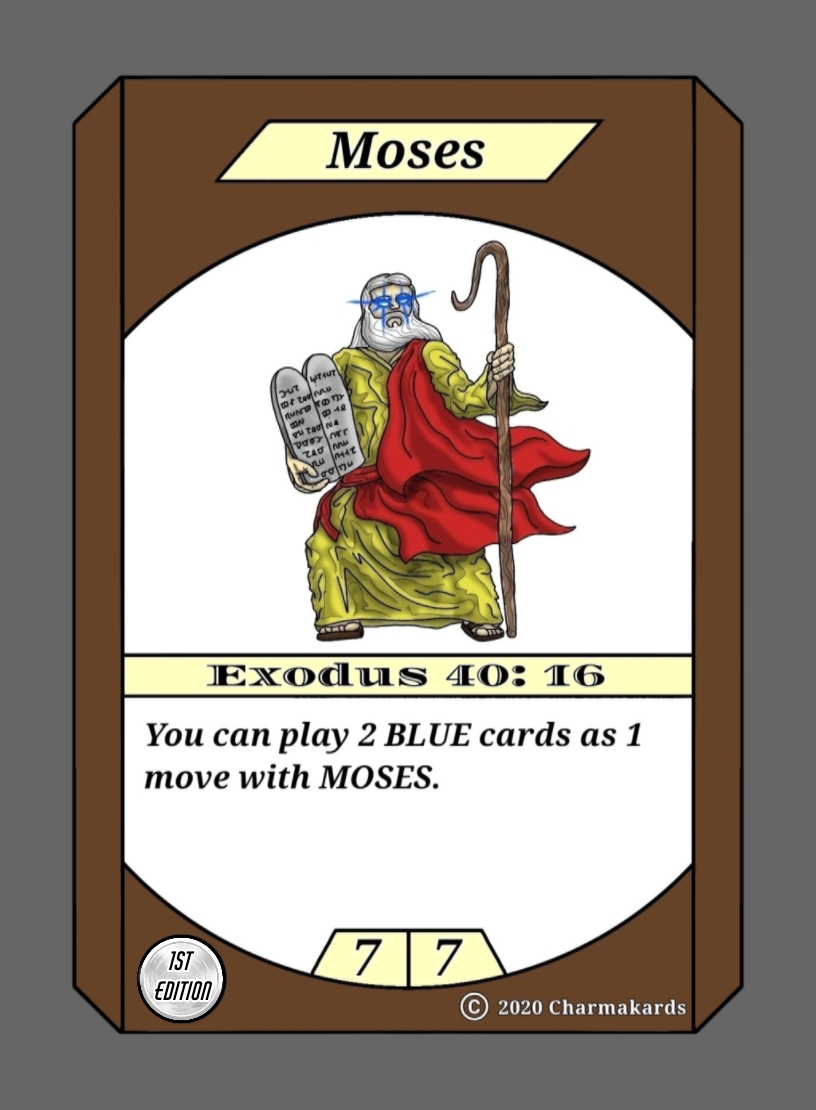 Moses
Exodus 40: 16
You can play 2 BLUE cards as 1
move with MOSES.
7 7
1ST
EDITION
© 2020 Charmakards